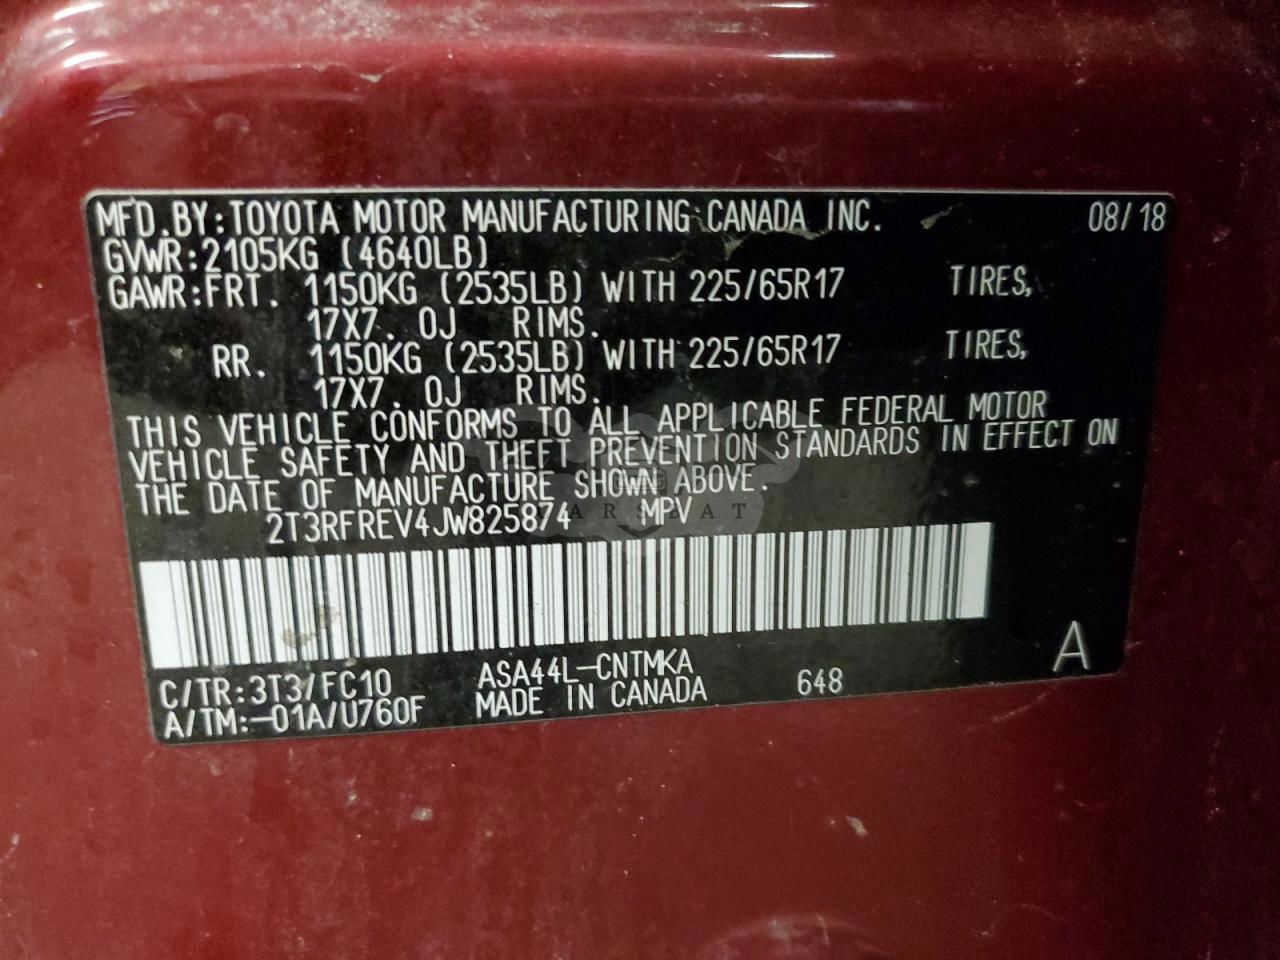 MFD.BY:TOYOTA MOTOR MANUFACTURING CANADA INC. 08/18
GVWR:2105KG (4640LB)
GAWR:FRT. 1150KG (2535LB) WITH 225/65R17 TIRES,
17X7. 0J RIMS.
RR. 1150KG (2535LB) WITH 225/65R17 TIRES,
17X7. 0J RIMS.
THIS VEHICLE CONFORMS TO ALL APPLICABLE FEDERAL MOTOR
VEHICLE SAFETY AND THEFT PREVENTION STANDARDS IN EFFECT ON
THE DATE OF MANUFACTURE SHOWN ABOVE.
2T3RFREV4JW825874 MPV
C/TR:3T3/FC10 ASA44L-CNTMKA 648 A
A/TM:-01A/U760F MADE IN CANADA